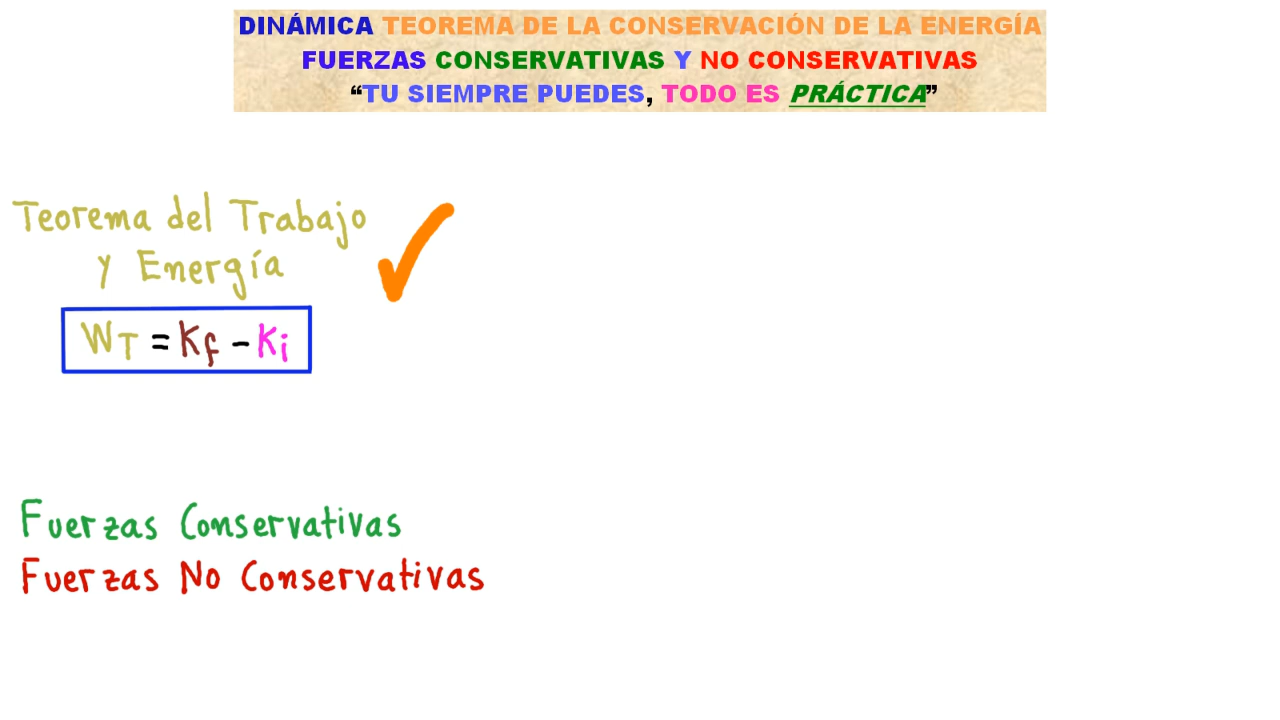 DINÁMICA TEOREMA DE LA CONSERVACIÓN DE LA ENERGÍA
FUERZAS CONSERVATIVAS Y NO CONSERVATIVAS
“TU SIEMPRE PUEDES, TODO ES PRÁCTICA”
Teorema del Trabajo
y Energía
WT = Kf - Ki
Fuerzas Conservativas
Fuerzas No Conservativas